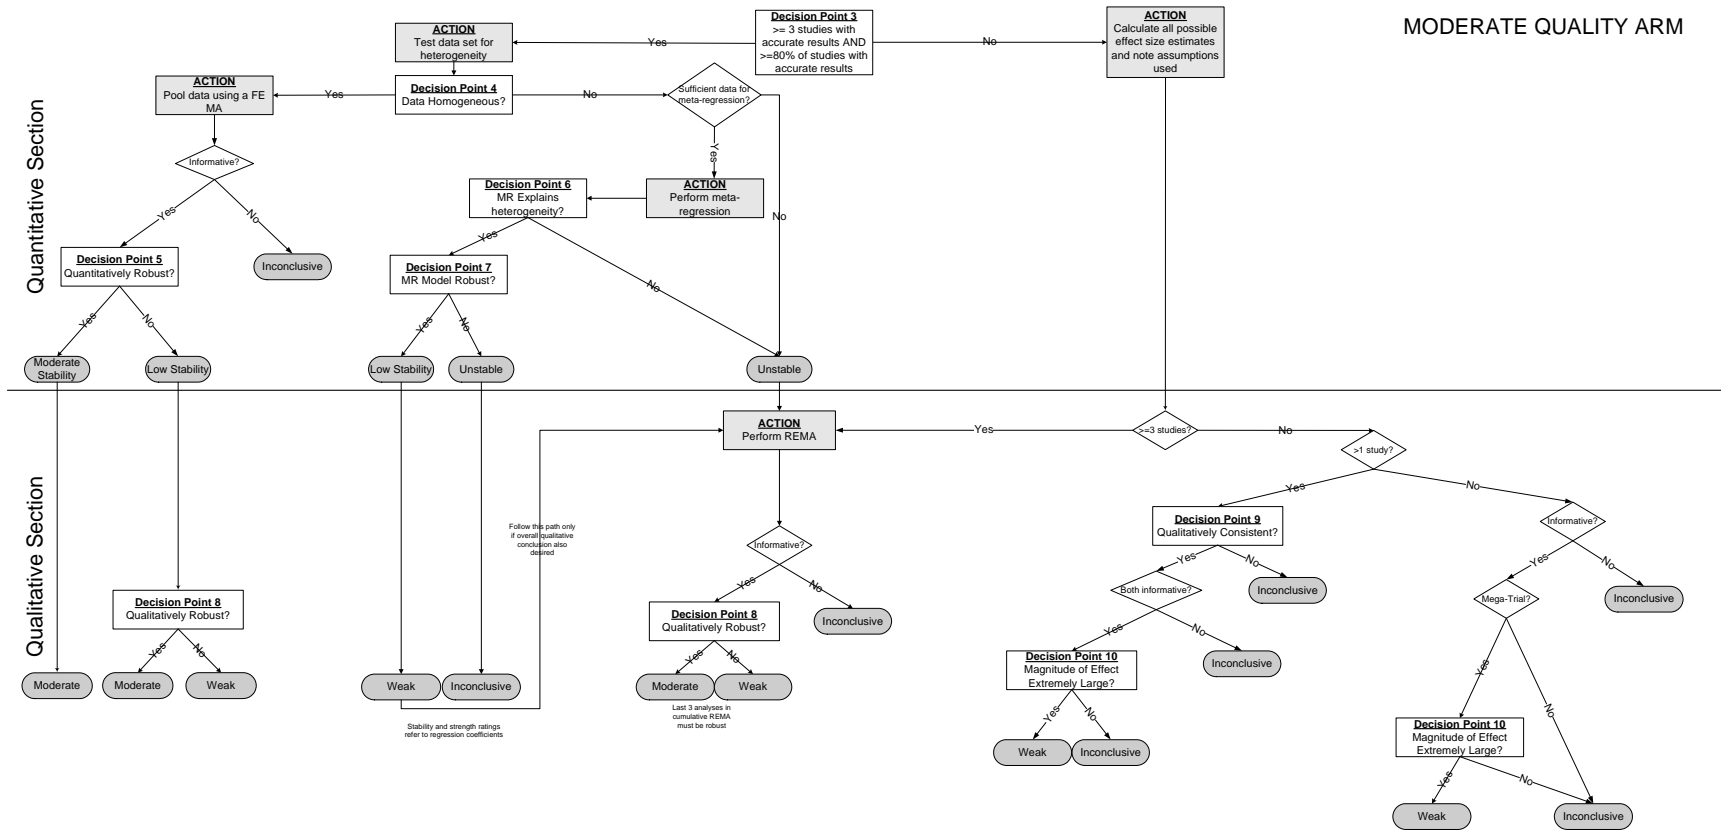 MODERATE QUALITY ARM
Quantitative Section
Decision Point 3
>= 3 studies with
accurate results AND
>=80% of studies with
accurate results
Yes
No
ACTION
Test data set for
heterogeneity
ACTION
Calculate all possible
effect size estimates
and note assumptions
used
Decision Point 4
Data Homogeneous?
Yes
No
ACTION
Pool data using a FE
MA
Sufficient data for
meta-regression?
Yes
No
Informative?
Yes
No
ACTION
Perform meta-
regression
Decision Point 6
MR Explains
heterogeneity?
Yes
No
Decision Point 5
Quantitatively Robust?
Inconclusive
Yes
No
Decision Point 7
MR Model Robust?
Yes
No
Moderate
Stability
Low Stability
Low Stability
Unstable
Unstable
Qualitative Section
ACTION
Perform REMA
Yes
>=3 studies?
No
>1 study?
Yes
No
Follow this path only
if overall qualitative
conclusion also
desired
Informative?
Yes
No
Decision Point 9
Qualitatively Consistent?
Yes
No
Informative?
Yes
No
Decision Point 8
Qualitatively Robust?
Yes
No
Decision Point 8
Qualitatively Robust?
Yes
No
Inconclusive
Both informative?
Yes
No
Inconclusive
Mega-Trial?
Yes
No
Inconclusive
Moderate
Moderate
Weak
Weak
Inconclusive
Moderate
Weak
Last 3 analyses in
cumulative REMA
must be robust
Stability and strength ratings
refer to regression coefficients
Decision Point 10
Magnitude of Effect
Extremely Large?
Yes
No
Inconclusive
Weak
Inconclusive
Decision Point 10
Magnitude of Effect
Extremely Large?
Yes
No
Weak
Inconclusive